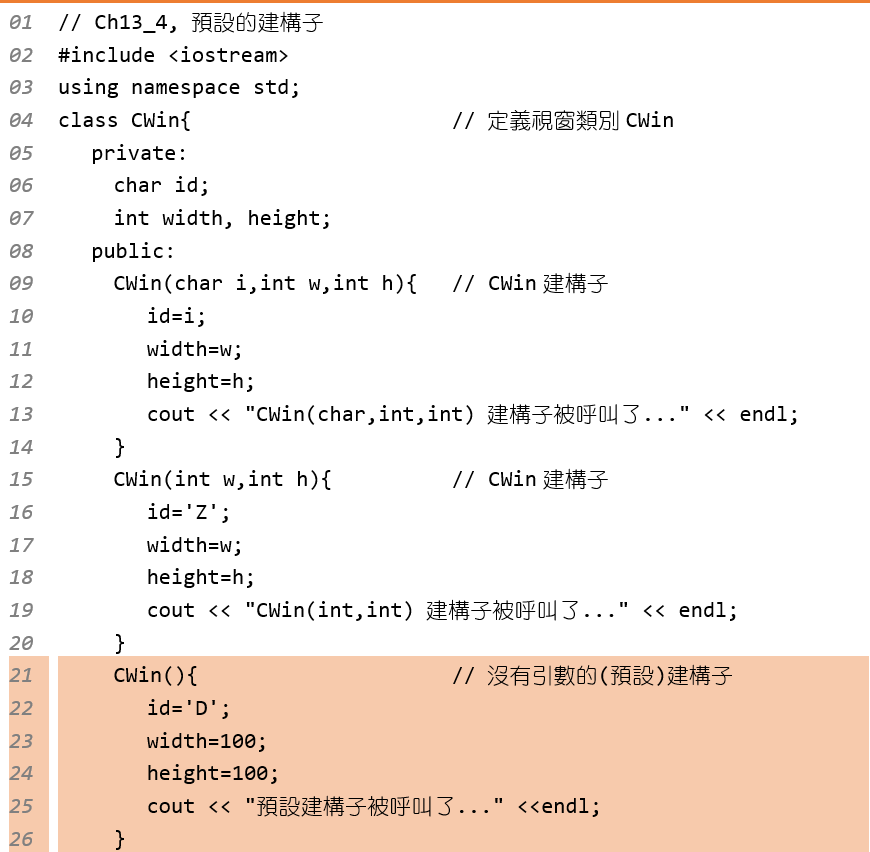 01 // Ch13_4, 預設的建構子
02 #include <iostream>
03 using namespace std;
04 class CWin{ // 定義視窗類別 CWin
05 private:
06 char id;
07 int width, height;
08 public:
09 CWin(char i,int w,int h){ // CWin 建構子
10 id=i;
11 width=w;
12 height=h;
13 cout << "CWin(char,int,int) 建構子被呼叫了..." << endl;
14 }
15 CWin(int w,int h){ // CWin 建構子
16 id='Z';
17 width=w;
18 height=h;
19 cout << "CWin(int,int) 建構子被呼叫了..." << endl;
20 }
21 CWin(){ // 沒有引數的(預設)建構子
22 id='D';
23 width=100;
24 height=100;
25 cout << "預設建構子被呼叫了..." <<endl;
26 }